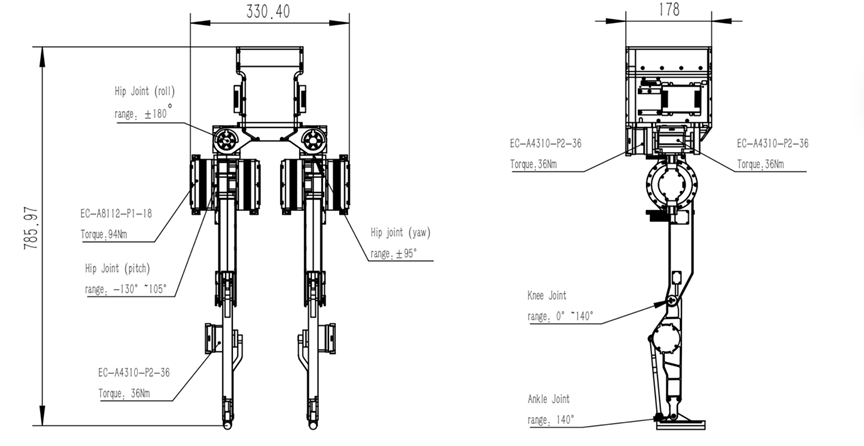 330.40
178
785.97
Hip Joint (roll)
range: ±180°
EC-A8112-P1-18
Torque:94Nm
Hip Joint (pitch)
range: -130° ~105°
Hip joint (yaw)
range: ±95°
EC-A4310-P2-36
Torque: 36Nm
EC-A4310-P2-36
Torque:36Nm
EC-A4310-P2-36
Torque:36Nm
Knee Joint
range: 0° ~140°
Ankle Joint
range: 140°